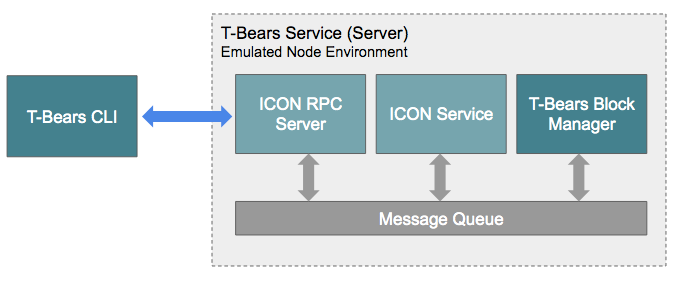 T-Bears Service (Server)
Emulated Node Environment
T-Bears CLI
ICON RPC
Server
ICON Service
T-Bears Block
Manager
Message Queue